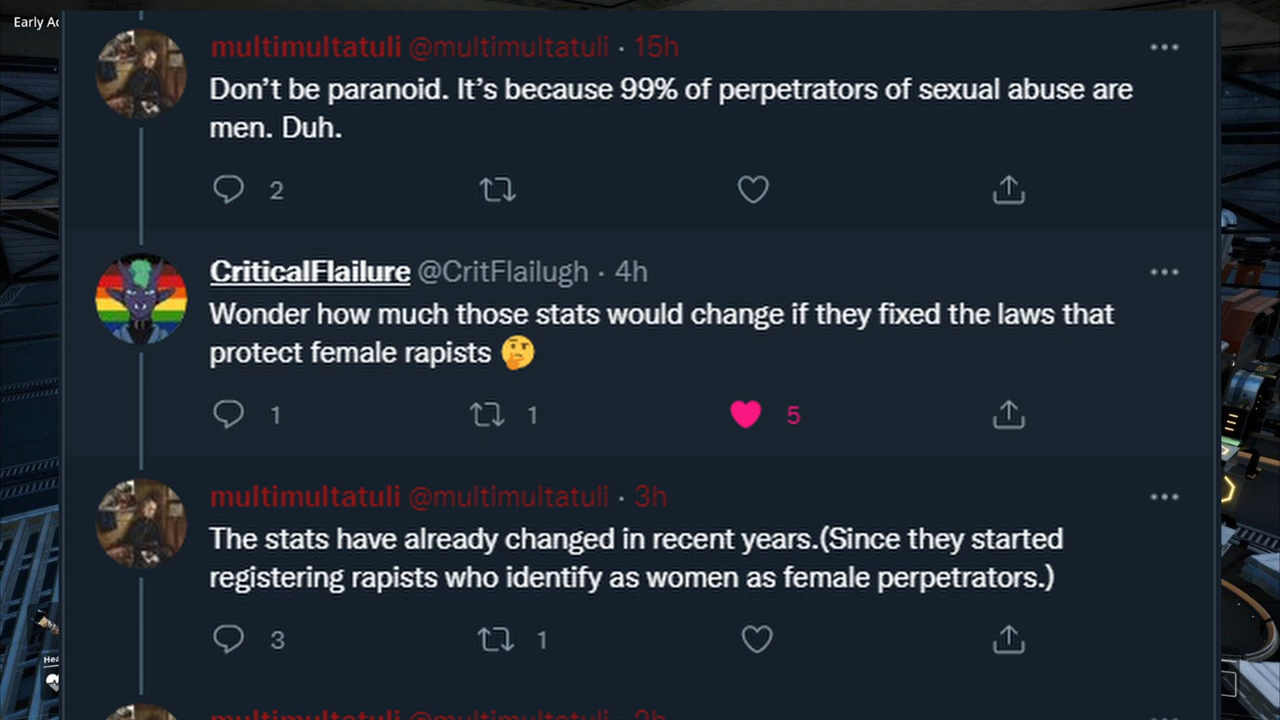 Early Ac
multimultatuli @multimultatuli · 15h
Don't be paranoid. It's because 99% of perpetrators of sexual abuse are
men. Duh.
2
CriticalFlailure @CritFlailugh · 4h
Wonder how much those stats would change if they fixed the laws that
protect female rapists 🤔
1 1 5
multimultatuli @multimultatuli · 3h
The stats have already changed in recent years.(Since they started
registering rapists who identify as women as female perpetrators.)
3 1
Hea
multimultatuli @multimultatuli